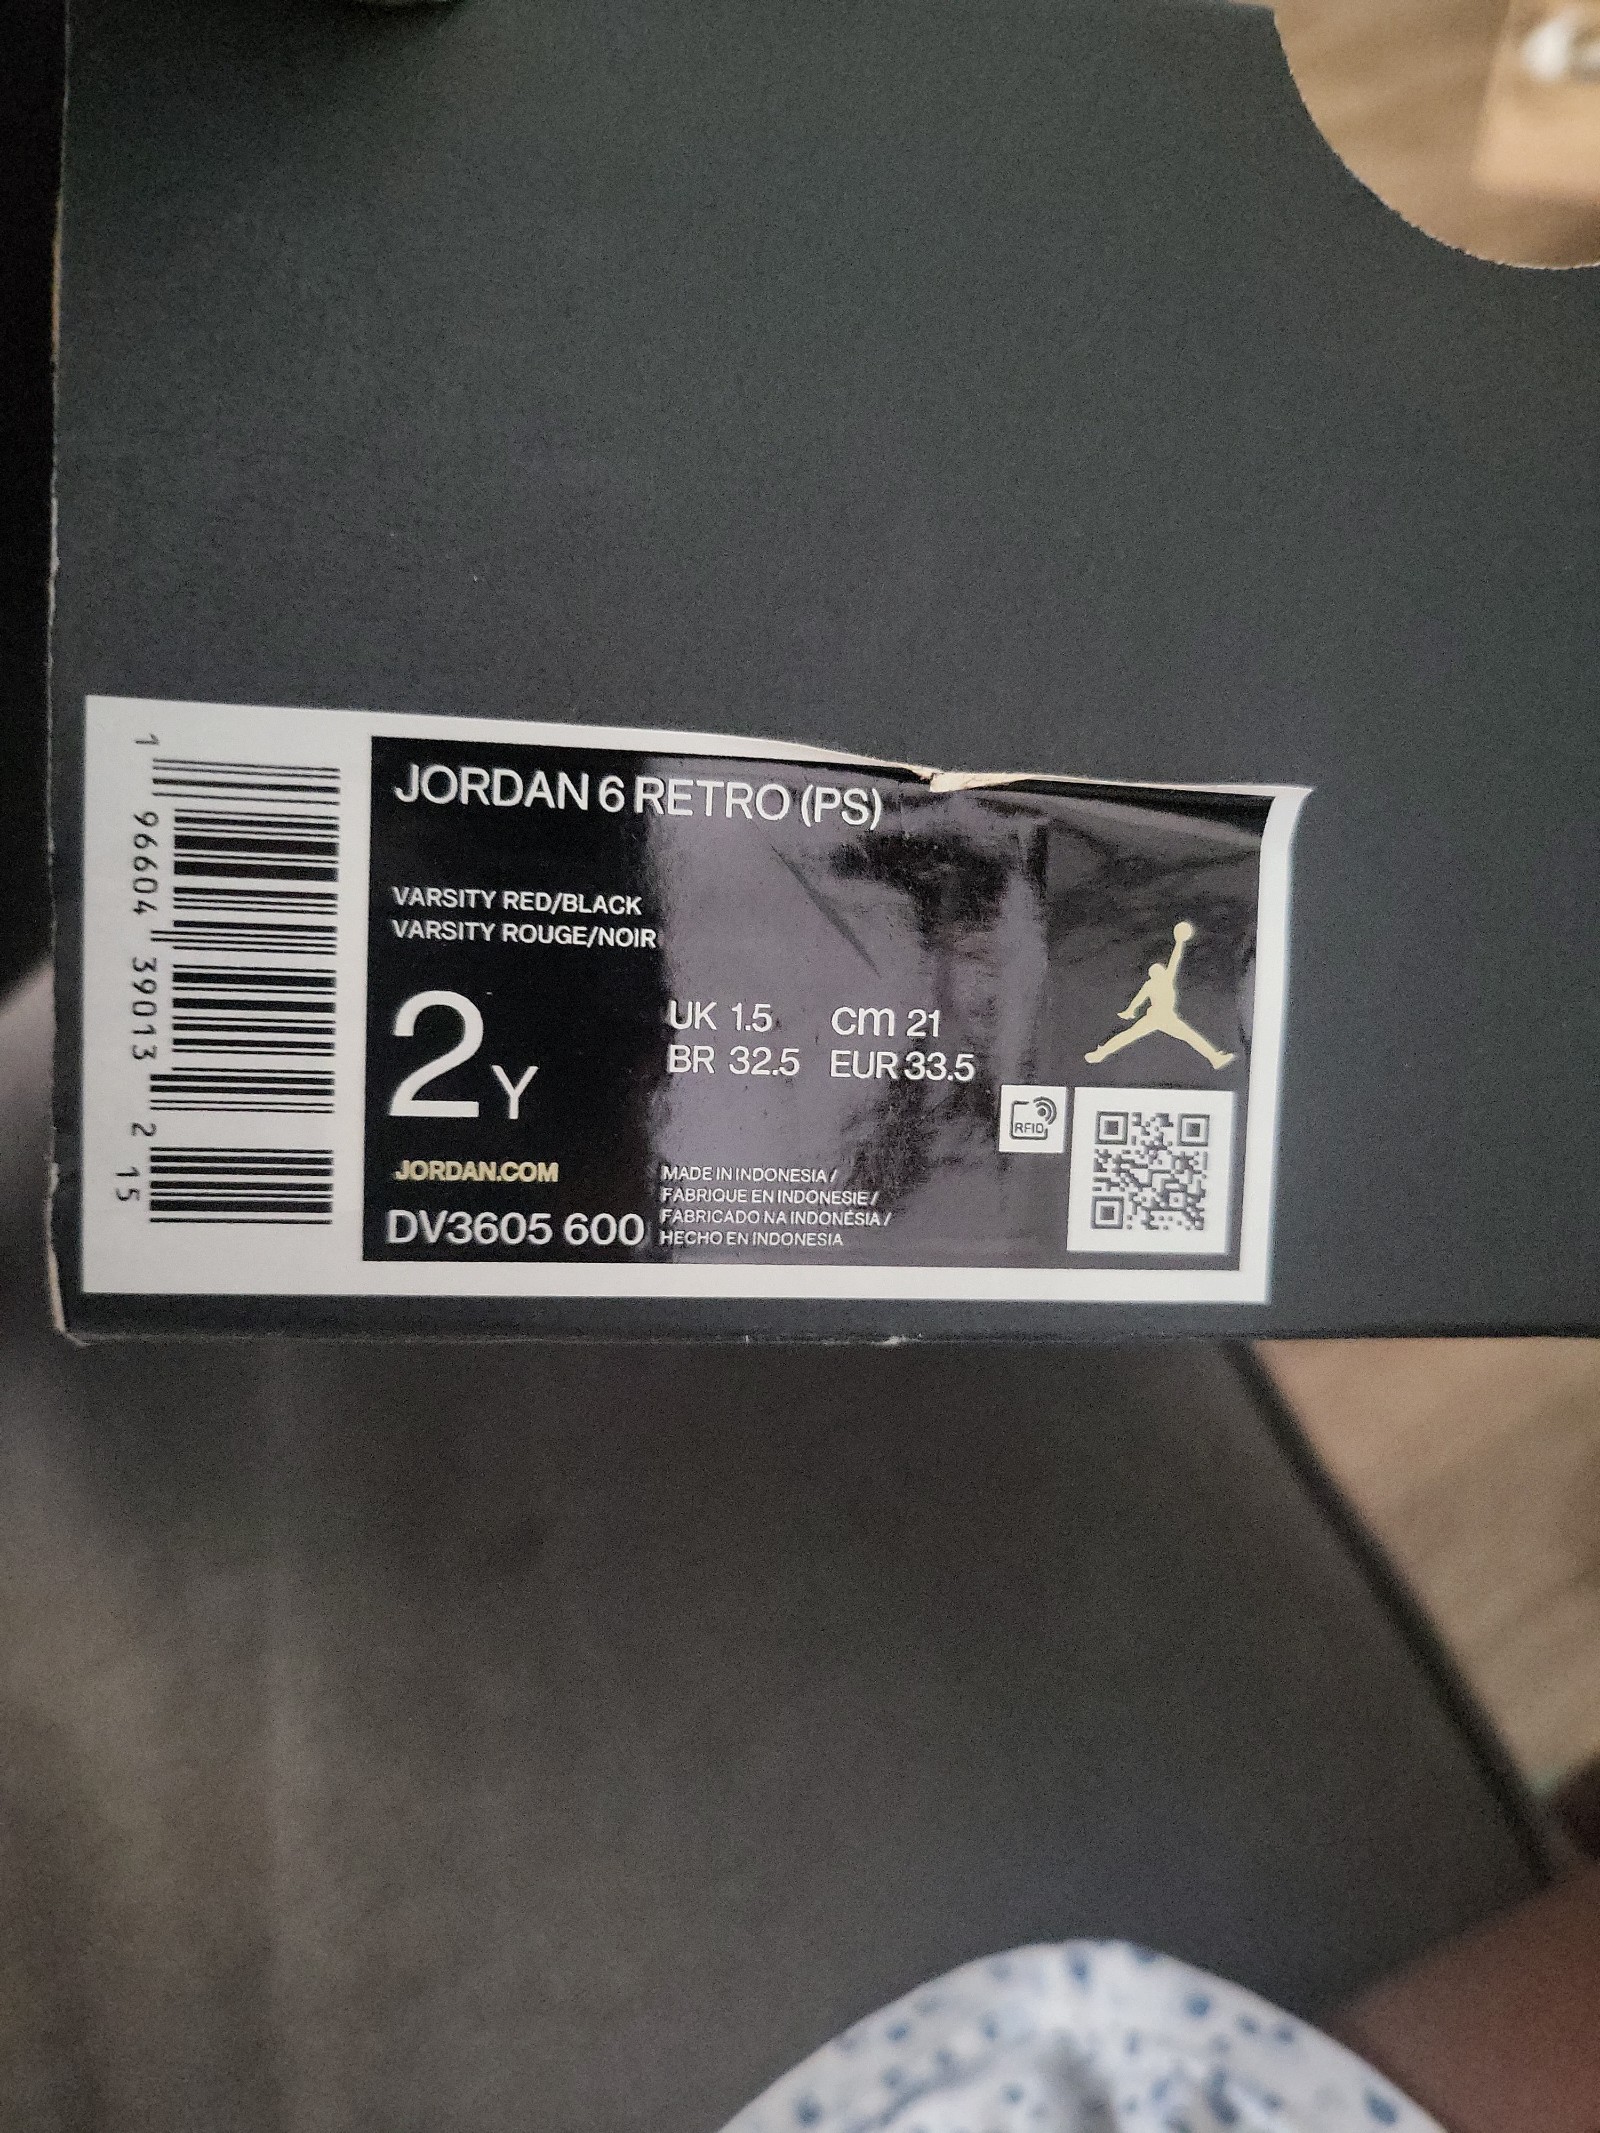 JORDAN 6 RETRO (PS)
VARSITY RED/BLACK
VARSITY ROUGE/NOIR
2Y
UK 1.5 cm 21
BR 32.5 EUR 33.5
RFID
JORDAN.COM
DV3605 600
MADE IN INDONESIA /
FABRIQUE EN INDONESIE /
FABRICADO NA INDONÉSIA /
HECHO EN INDONESIA
1 96604 39013 2 15